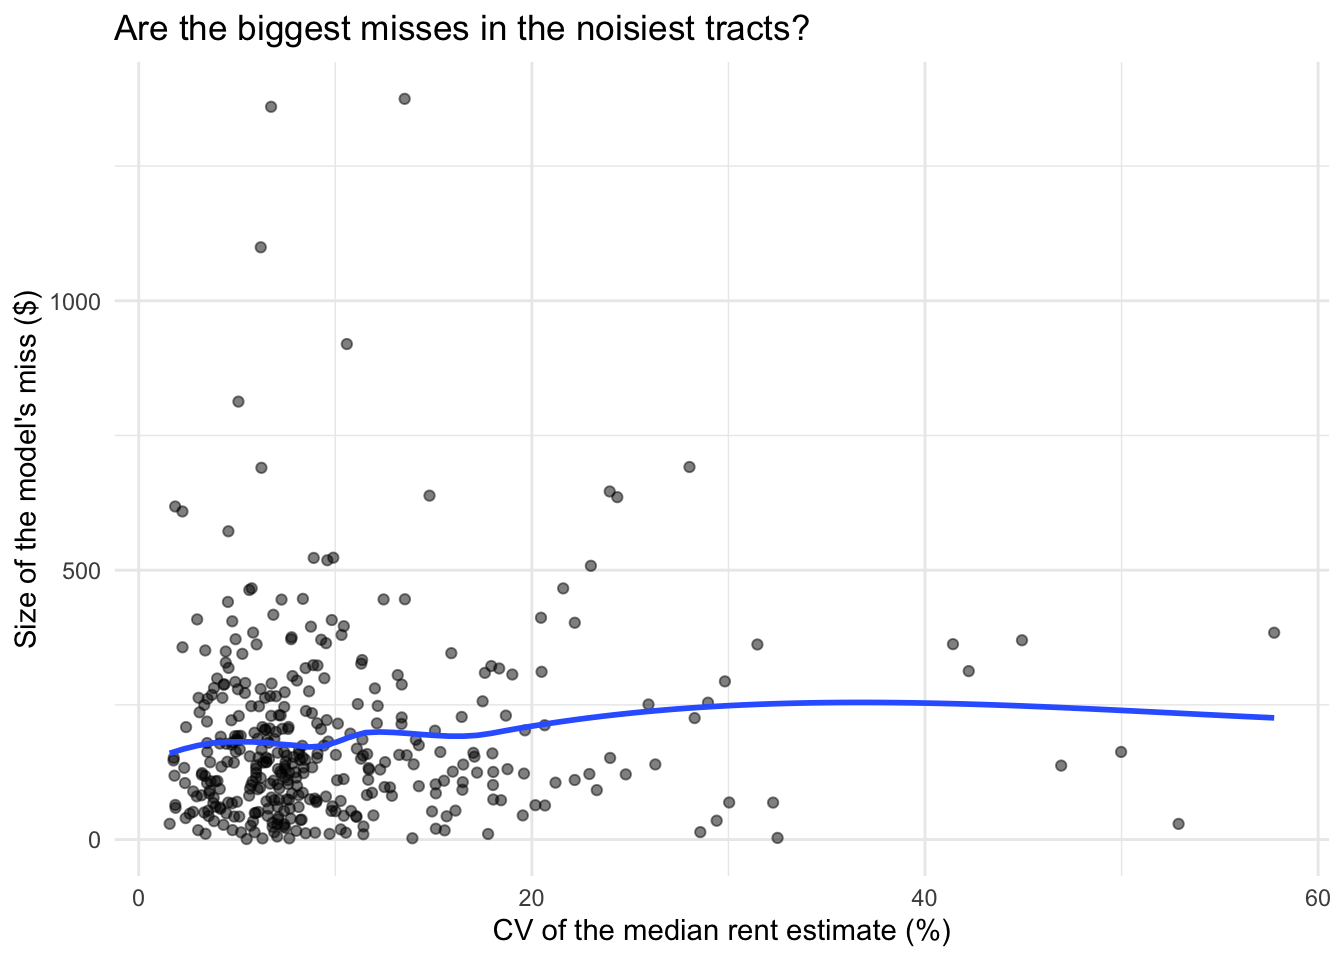 Are the biggest misses in the noisiest tracts?
Size of the model's miss ($)
1000
500
0
0
20
40
60
CV of the median rent estimate (%)